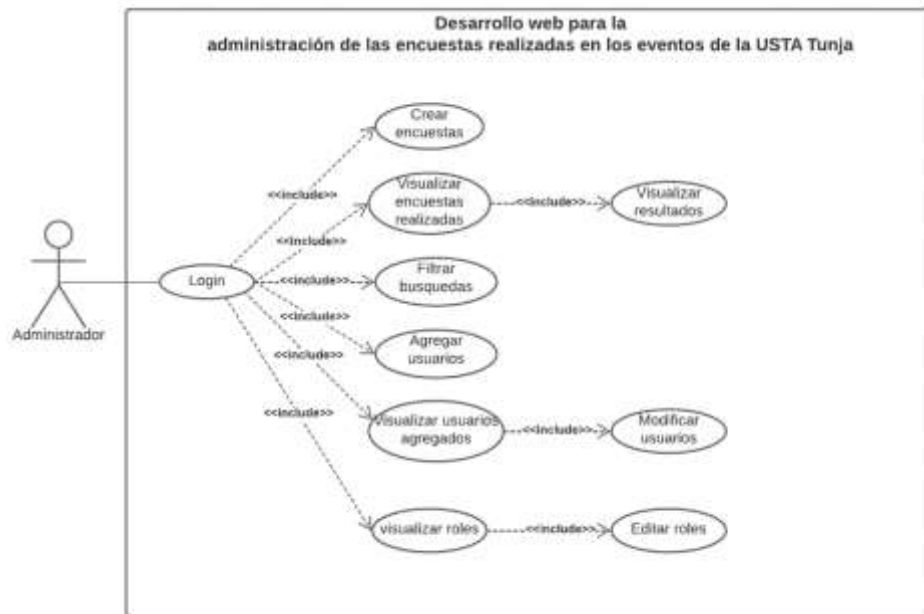 Desarrollo web para la
administración de las encuestas realizadas en los eventos de la USTA Tunja
Crear
encuestas
<<include>>
Visualizar
encuestas
realizadas
<<include>>
Visualizar
resultados
<<include>>
Administrador
Login
<<include>>
Filtrar
busquedas
<<include>>
Agregar
usuarios
<<include>>
Visualizar usuarios
agregados
<<include>>
Modificar
usuarios
<<include>>
visualizar roles
<<include>>
Editar roles